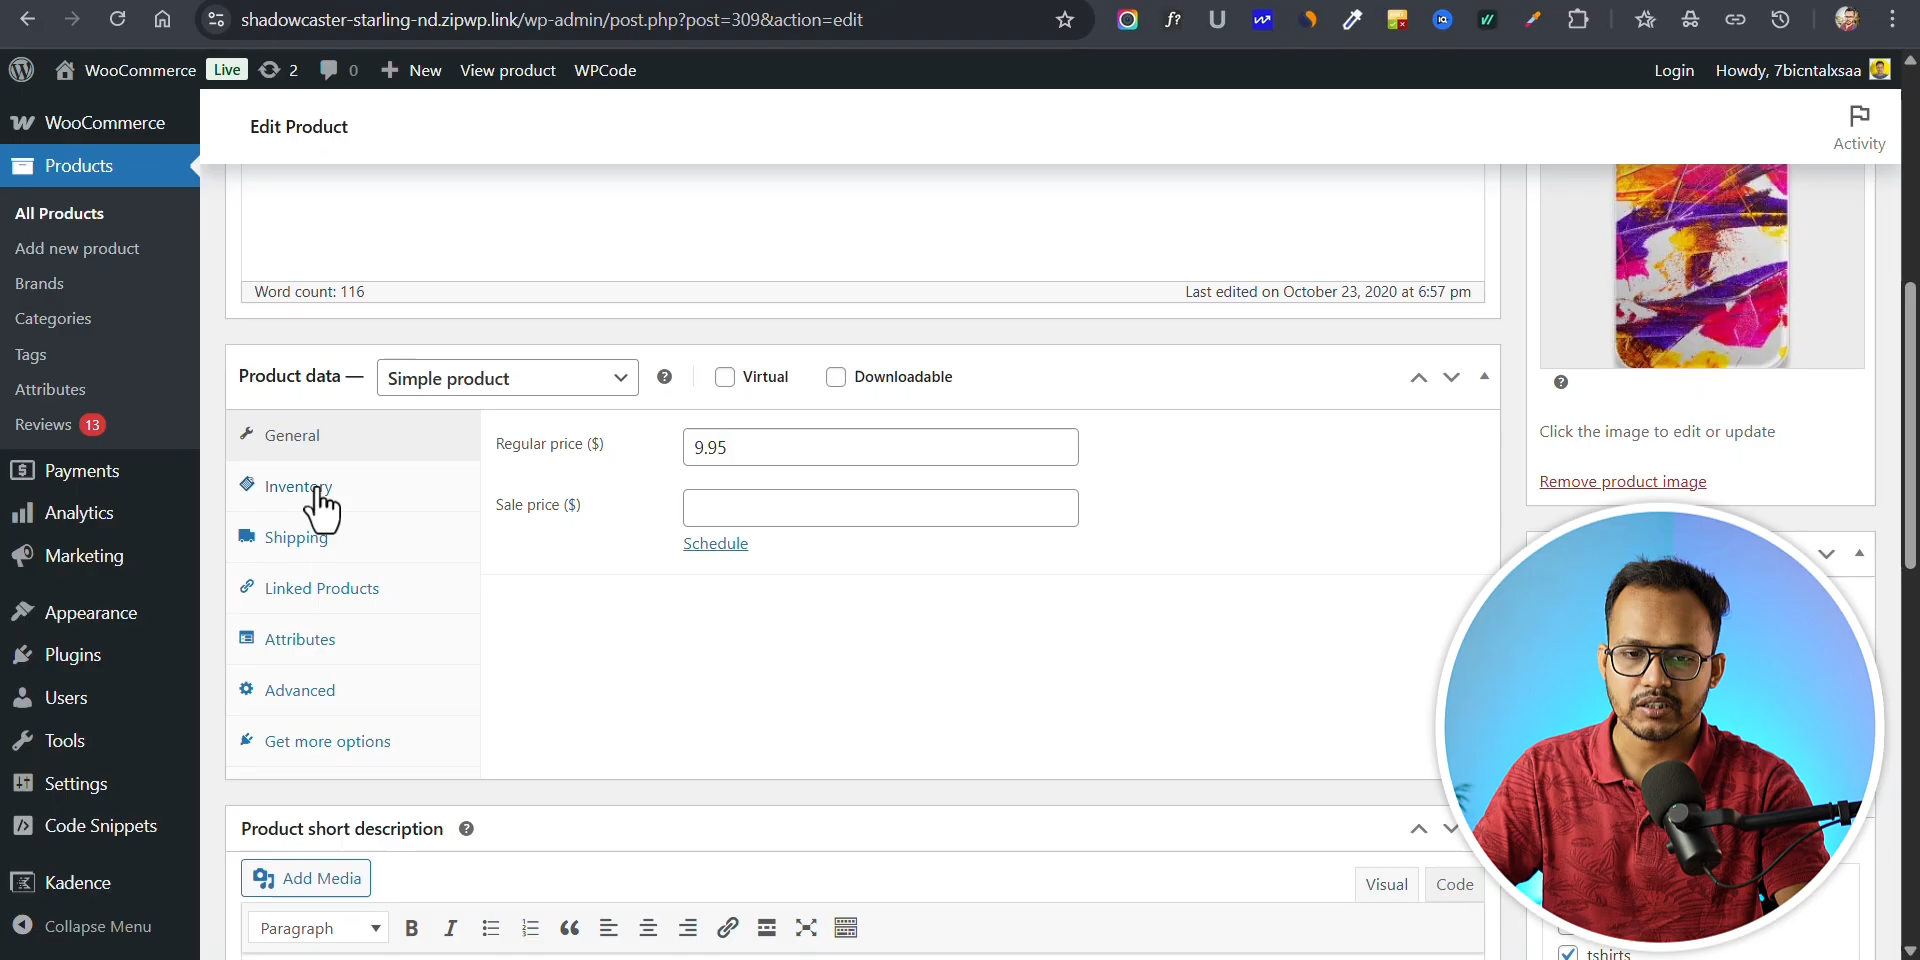 shadowcaster-starling-nd.zipwp.link/wp-admin/post.php?post=309&action=edit
WooCommerce Live 2 0 New View product WPCode Login Howdy, 7bicntalxsaa
WooCommerce
Products
All Products
Add new product
Brands
Categories
Tags
Attributes
Reviews 13
Payments
Analytics
Marketing
Appearance
Plugins
Users
Tools
Settings
Code Snippets
Kadence
Collapse Menu
Edit Product
Activity
Word count: 116 Last edited on October 23, 2020 at 6:57 pm
Product data — Simple product Virtual Downloadable
General
Inventory
Shipping
Linked Products
Attributes
Advanced
Get more options
Regular price ($) 9.95
Sale price ($)
Schedule
Product short description
Add Media
Visual Code
Paragraph
Click the image to edit or update
Remove product image
tshirts